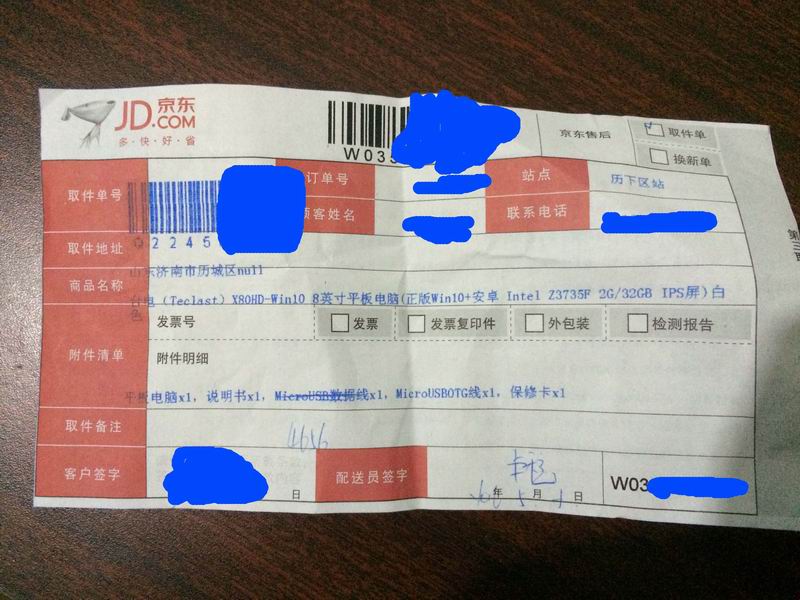 JD.COM 京东
多·快·好·省
W035
京东售后
取件单
换新单
取件单号
2245
订单号
站点
历下区站
顾客姓名
联系电话
取件地址
山东济南市历城区null
商品名称
台电（Teclast）X80HD-Win10 8英寸平板电脑(正版Win10+安卓 Intel Z3735F 2G/32GB IPS屏)白
色
发票号
发票
发票复印件
外包装
检测报告
附件清单
附件明细
平板电脑x1, 说明书x1, MicroUSB数据线x1, MicroUSBOTG线x1, 保修卡x1
取件备注
4656
客户签字
日
配送员签字
年 5 月 1 日
W03